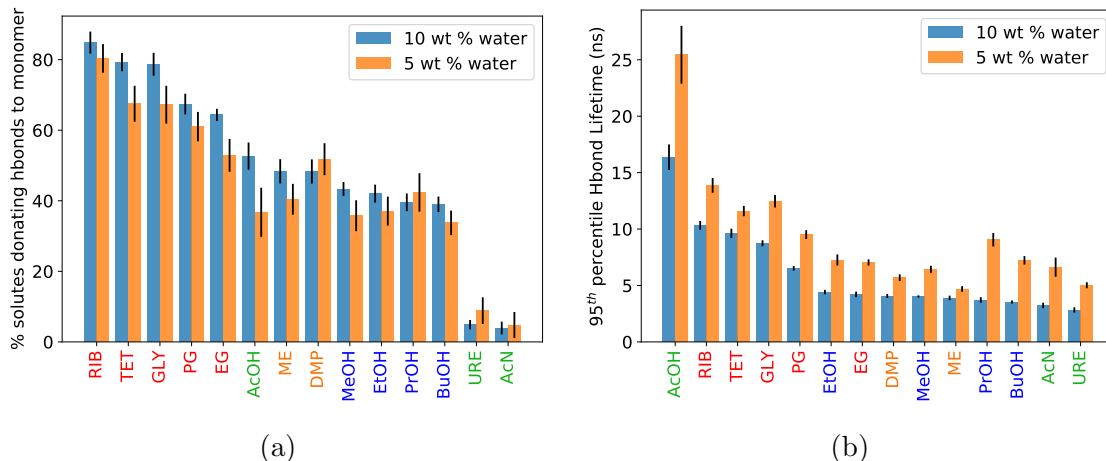 % solutes donating hbonds to monomer
80
60
40
20
0
10 wt % water
5 wt % water
RIB
TET
GLY
PG
EG
AcOH
ME
DMP
MeOH
EtOH
PrOH
BuOH
URE
AcN
(a)
95th percentile Hbond Lifetime (ns)
25
20
15
10
5
0
10 wt % water
5 wt % water
AcOH
RIB
TET
GLY
PG
EtOH
EG
DMP
MeOH
ME
PrOH
BuOH
AcN
URE
(b)